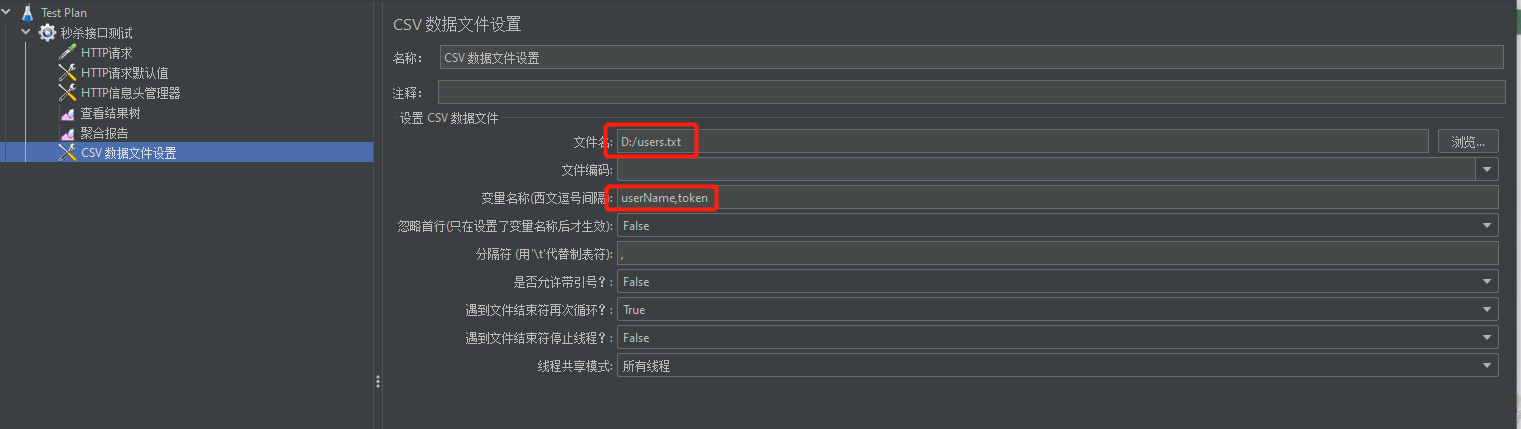 Test Plan
秒杀接口测试
HTTP请求
HTTP请求默认值
HTTP信息头管理器
查看结果树
聚合报告
CSV 数据文件设置
CSV 数据文件设置
名称： CSV 数据文件设置
注释：
设置 CSV 数据文件
文件名: D:/users.txt 浏览...
文件编码:
变量名称(西文逗号间隔): userName,token
忽略首行(只在设置了变量名称后才生效): False
分隔符 (用'\t'代替制表符): ,
是否允许带引号？: False
遇到文件结束符再次循环？: True
遇到文件结束符停止线程？: False
线程共享模式: 所有线程